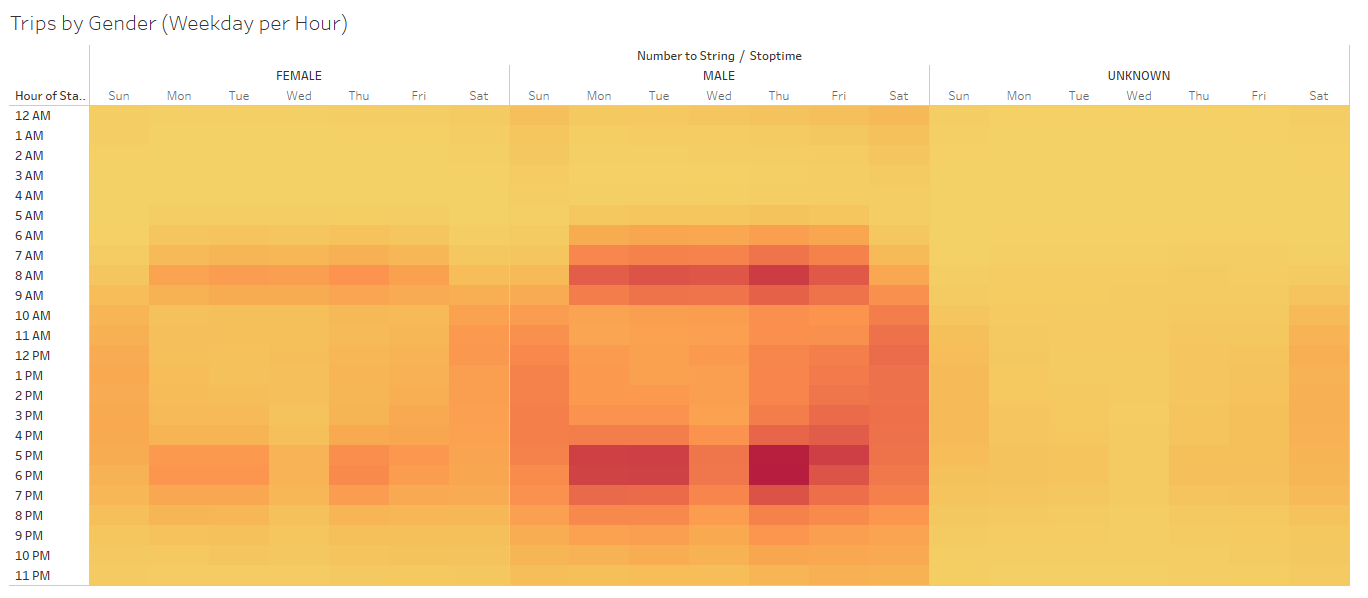 Trips by Gender (Weekday per Hour)
Number to String / Stoptime
FEMALE MALE UNKNOWN
Hour of Sta.. Sun Mon Tue Wed Thu Fri Sat Sun Mon Tue Wed Thu Fri Sat Sun Mon Tue Wed Thu Fri Sat
12 AM
1 AM
2 AM
3 AM
4 AM
5 AM
6 AM
7 AM
8 AM
9 AM
10 AM
11 AM
12 PM
1 PM
2 PM
3 PM
4 PM
5 PM
6 PM
7 PM
8 PM
9 PM
10 PM
11 PM